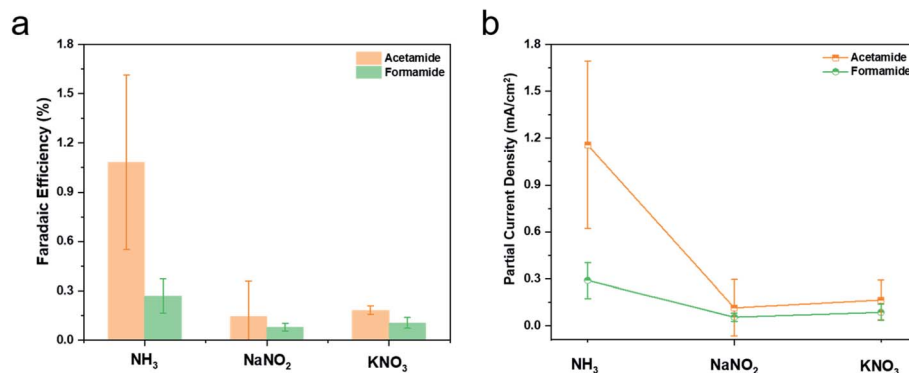 a
1.8
1.5
1.2
0.9
0.6
0.3
0.0
Faradaic Efficiency (%)
Acetamide
Formamide
NH₃
NaNO₂
KNO₃
b
1.8
1.5
1.2
0.9
0.6
0.3
0.0
Partial Current Density (mA/cm²)
Acetamide
Formamide
NH₃
NaNO₂
KNO₃